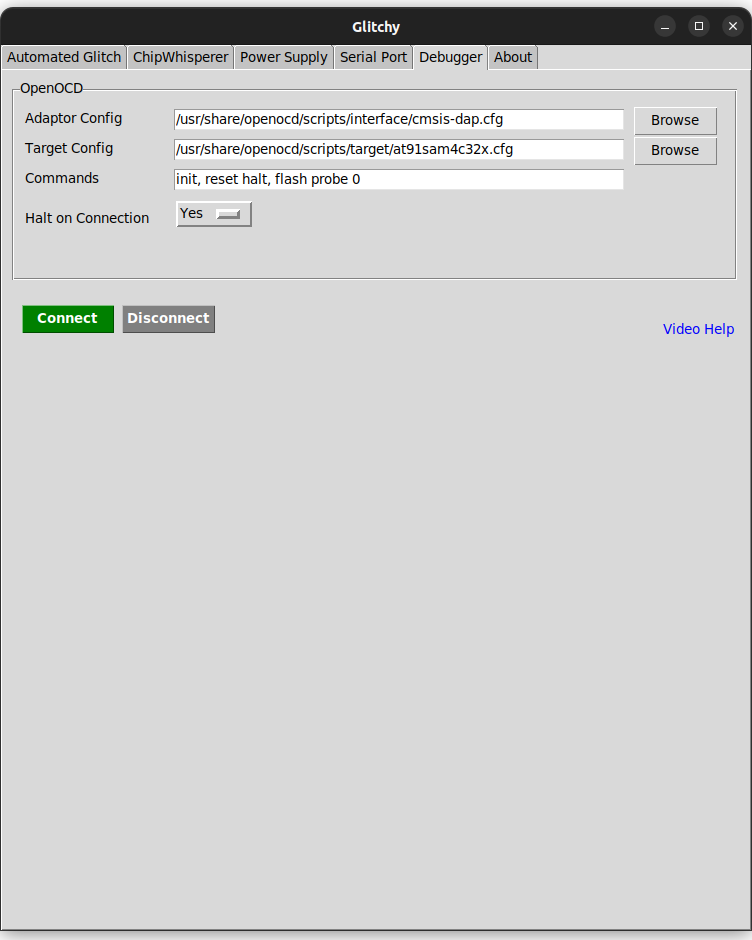 Glitchy
Automated Glitch ChipWhisperer Power Supply Serial Port Debugger About
OpenOCD
Adaptor Config /usr/share/openocd/scripts/interface/cmsis-dap.cfg Browse
Target Config /usr/share/openocd/scripts/target/at91sam4c32x.cfg Browse
Commands init, reset halt, flash probe 0
Halt on Connection Yes
Connect Disconnect
Video Help